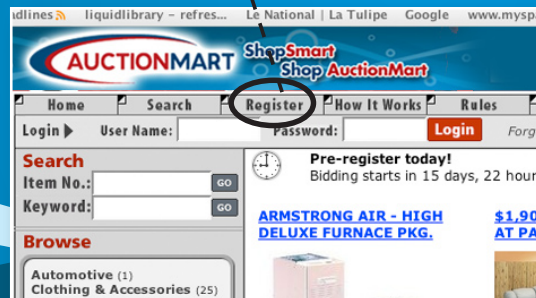 dlines liquidlibrary – refres... Le National | La Tulipe Google www.mysp
AUCTIONMART ShopSmart
Shop AuctionMart
Home Search Register How It Works Rules
Login User Name: Password: Login Forg
Search
Item No.: GO
Keyword: GO
Browse
Automotive (1)
Clothing & Accessories (25)
Pre-register today!
Bidding starts in 15 days, 22 hour
ARMSTRONG AIR - HIGH
DELUXE FURNACE PKG.
$1,90
AT PA